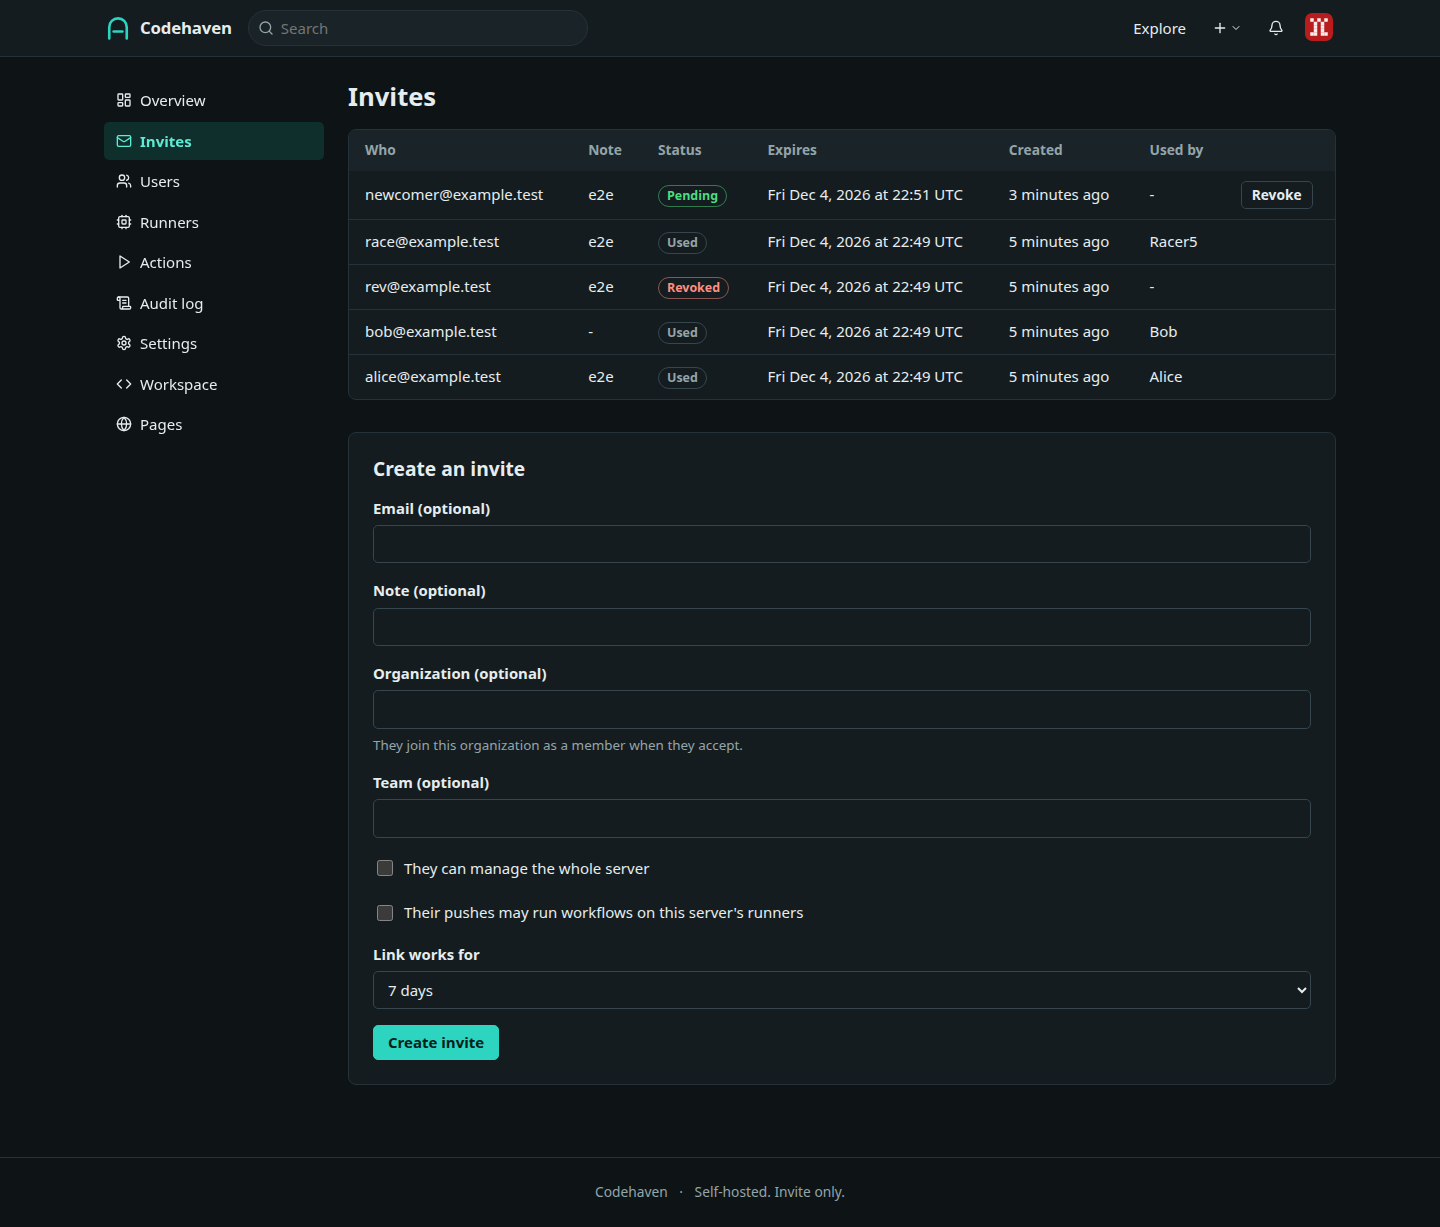 Codehaven
Search
Explore
Overview
Invites
Users
Runners
Actions
Audit log
Settings
Workspace
Pages
Invites
Who Note Status Expires Created Used by
newcomer@example.test e2e Pending Fri Dec 4, 2026 at 22:51 UTC 3 minutes ago - Revoke
race@example.test e2e Used Fri Dec 4, 2026 at 22:49 UTC 5 minutes ago Racer5
rev@example.test e2e Revoked Fri Dec 4, 2026 at 22:49 UTC 5 minutes ago -
bob@example.test - Used Fri Dec 4, 2026 at 22:49 UTC 5 minutes ago Bob
alice@example.test e2e Used Fri Dec 4, 2026 at 22:49 UTC 5 minutes ago Alice
Create an invite
Email (optional)
Note (optional)
Organization (optional)
They join this organization as a member when they accept.
Team (optional)
They can manage the whole server
Their pushes may run workflows on this server's runners
Link works for
7 days
Create invite
Codehaven · Self-hosted. Invite only.